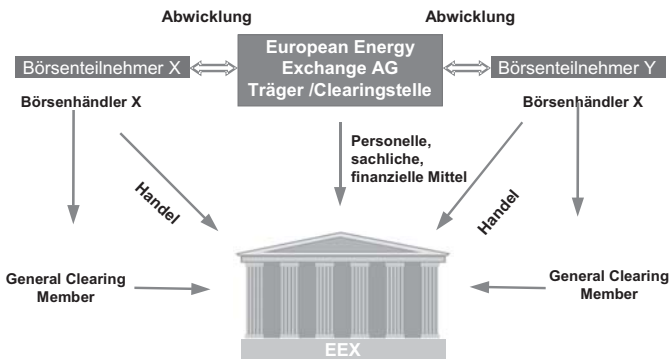 Abwicklung
Abwicklung
European Energy
Exchange AG
Träger /Clearingstelle
Börsenteilnehmer X
Börsenteilnehmer Y
Börsenhändler X
Börsenhändler X
Personelle,
sachliche,
finanzielle Mittel
Handel
Handel
General Clearing
Member
General Clearing
Member
EEX